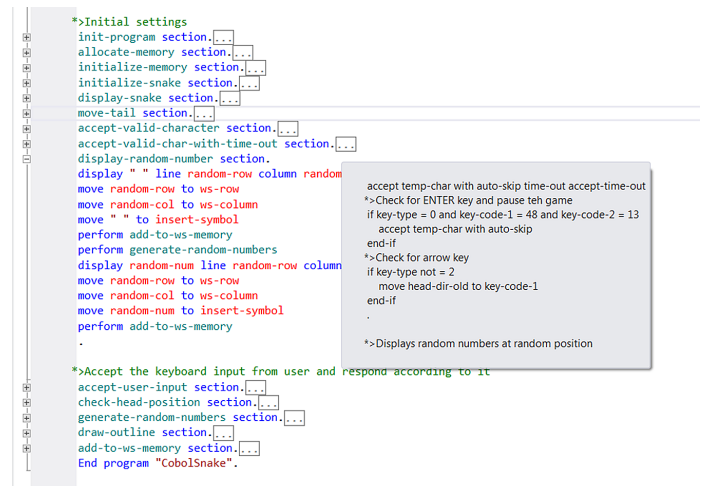 *>Initial settings
init-program section....
allocate-memory section....
initialize-memory section....
initialize-snake section....
display-snake section....
move-tail section....
accept-valid-character section....
accept-valid-char-with-time-out section....
display-random-number section.
display " " line random-row column random
move random-row to ws-row
move random-col to ws-column
move " " to insert-symbol
perform add-to-ws-memory
perform generate-random-numbers
display random-num line random-row column
move random-row to ws-row
move random-col to ws-column
move random-num to insert-symbol
perform add-to-ws-memory
.
accept temp-char with auto-skip time-out accept-time-out
*>Check for ENTER key and pause teh game
if key-type = 0 and key-code-1 = 48 and key-code-2 = 13
accept temp-char with auto-skip
end-if
*>Check for arrow key
if key-type not = 2
move head-dir-old to key-code-1
end-if
.
*>Displays random numbers at random position
*>Accept the keyboard input from user and respond according to it
accept-user-input section....
check-head-position section....
generate-random-numbers section....
draw-outline section....
add-to-ws-memory section....
End program "CobolSnake".